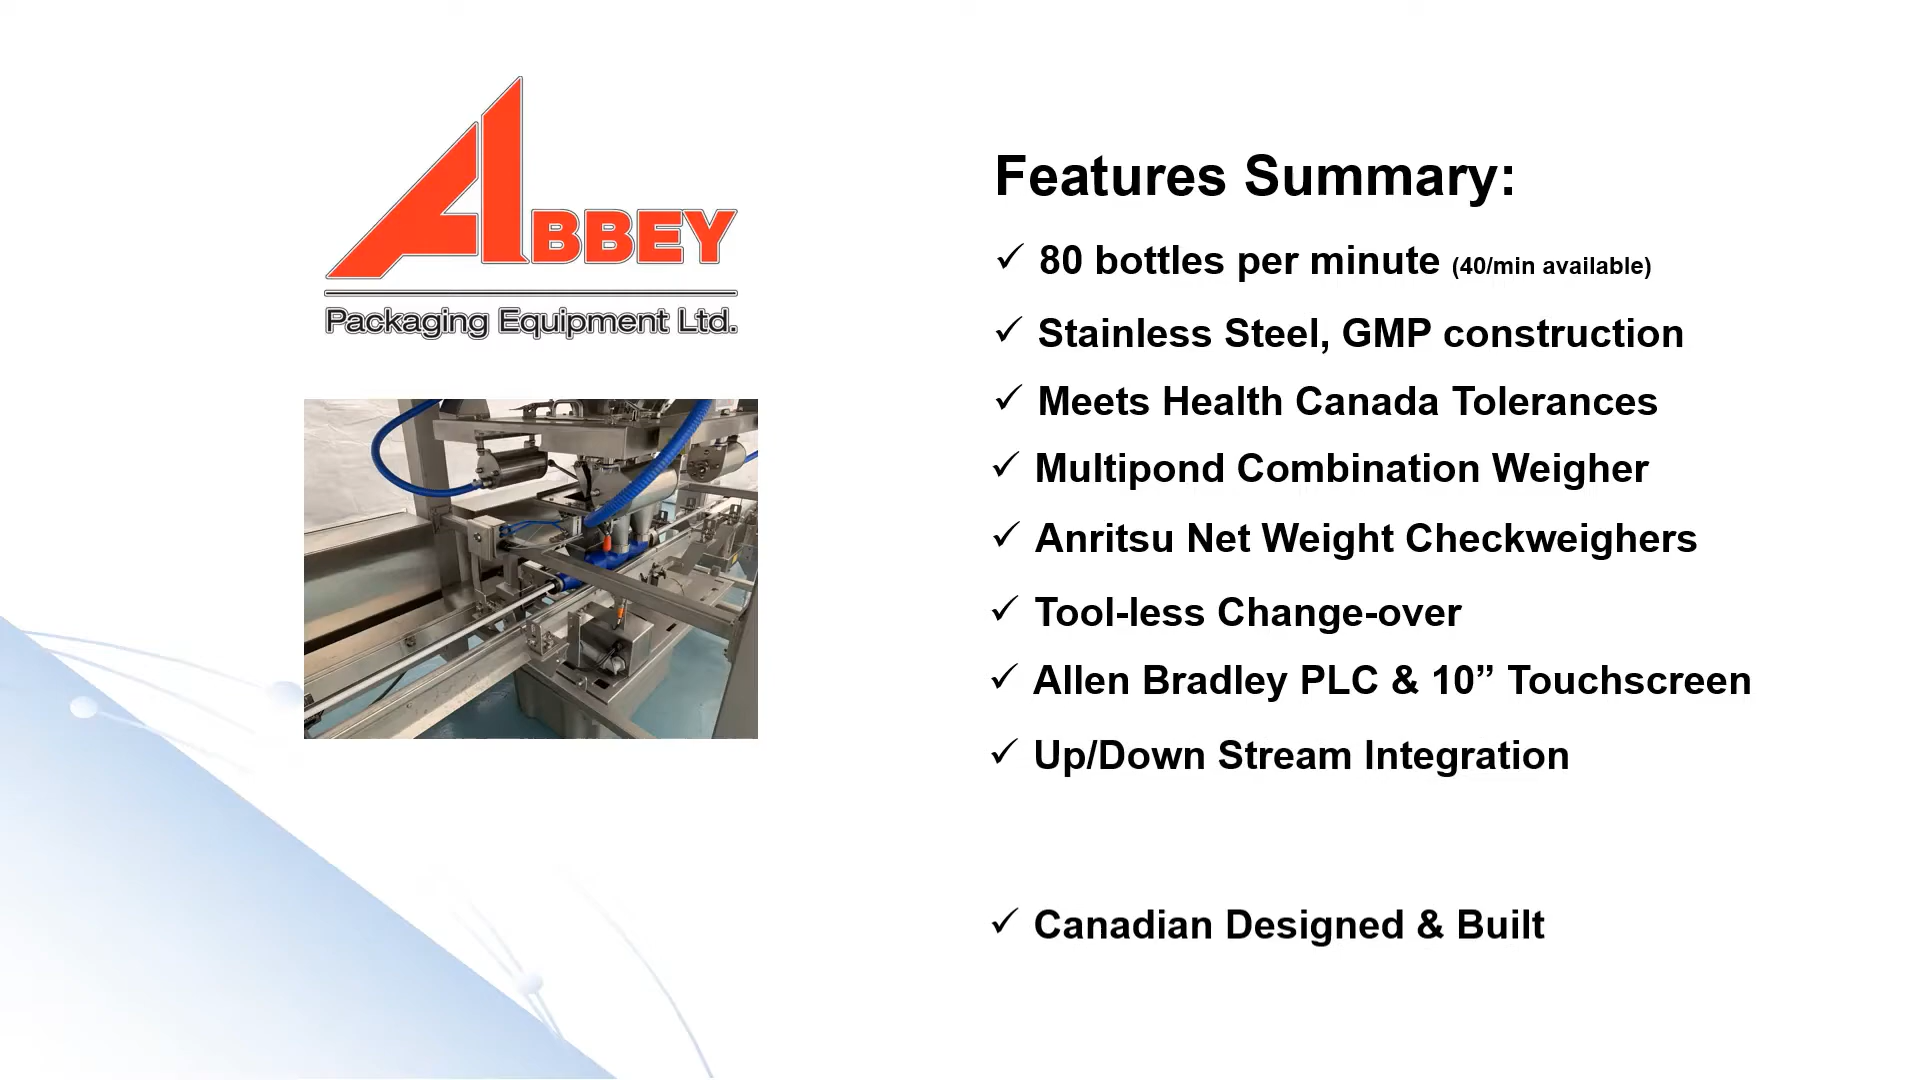 ABBEY
Packaging Equipment Ltd.
Features Summary:
✓ 80 bottles per minute (40/min available)
✓ Stainless Steel, GMP construction
✓ Meets Health Canada Tolerances
✓ Multipond Combination Weigher
✓ Anritsu Net Weight Checkweighers
✓ Tool-less Change-over
✓ Allen Bradley PLC & 10” Touchscreen
✓ Up/Down Stream Integration
✓ Canadian Designed & Built